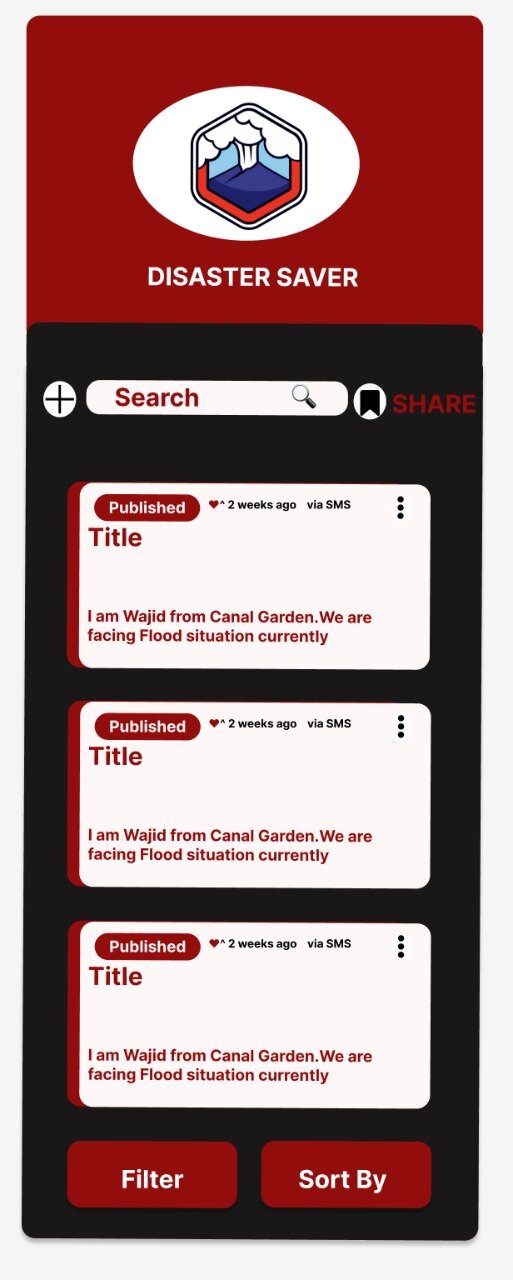 DISASTER SAVER
Search
SHARE
Published ^ 2 weeks ago via SMS
Title
I am Wajid from Canal Garden.We are
facing Flood situation currently
Published ^ 2 weeks ago via SMS
Title
I am Wajid from Canal Garden.We are
facing Flood situation currently
Published ^ 2 weeks ago via SMS
Title
I am Wajid from Canal Garden.We are
facing Flood situation currently
Filter Sort By